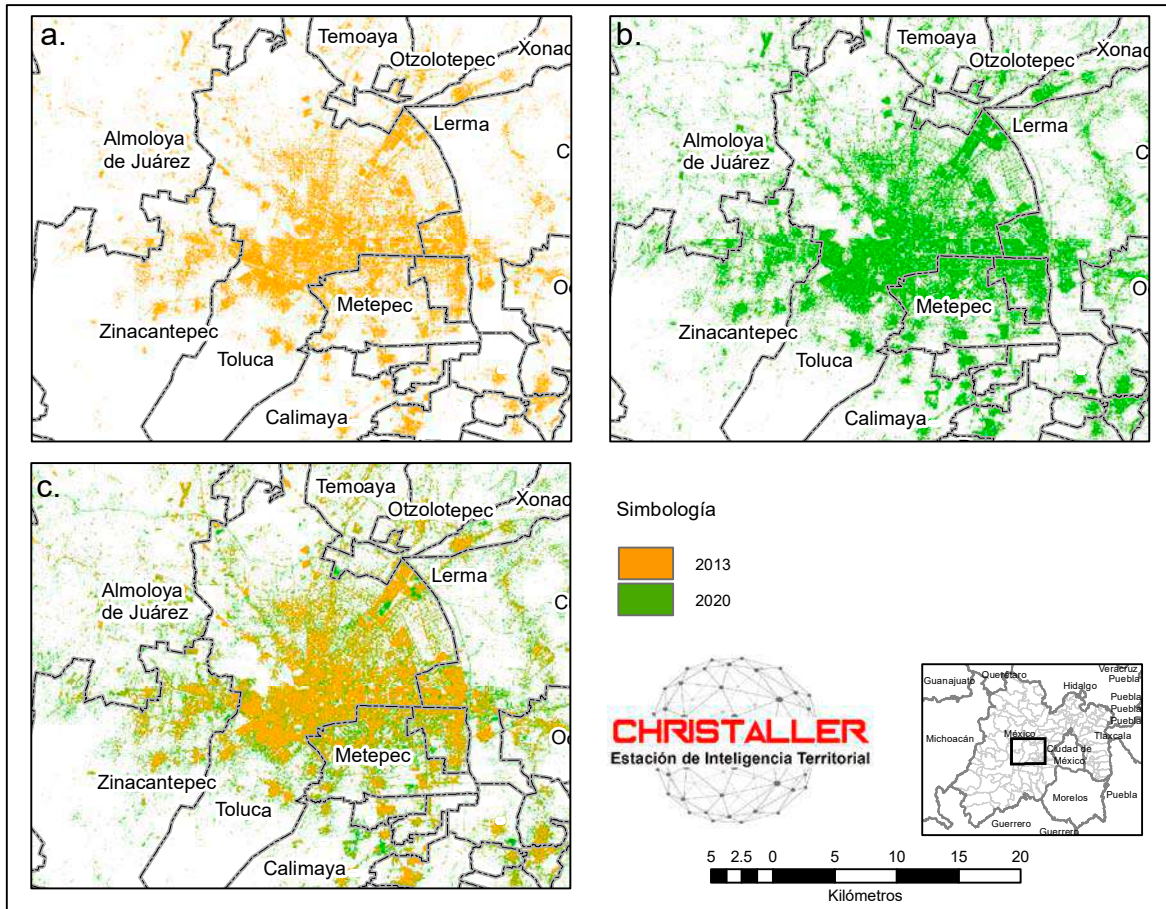 a.
Temoaya
Otzolotepec
Xonac
Lerma
Almoloya
de Juárez
C
Metepec
O
Zinacantepec
Toluca
Calimaya
b.
Temoaya
Otzolotepec
Xonac
Lerma
Almoloya
de Juárez
C
Metepec
O
Zinacantepec
Toluca
Calimaya
c.
Temoaya
Otzolotepec
Xonac
Lerma
Almoloya
de Juárez
C
Metepec
O
Zinacantepec
Toluca
Calimaya
Simbología
2013
2020
CHRISTALLER
Estación de Inteligencia Territorial
Guanajuato
Querétaro
Hidalgo
Veracruz
Puebla
Puebla
Puebla
Puebla
Tlaxcala
Michoacán
México
Ciudad de
México
Morelos
Puebla
Guerrero
Guerrero
5 2.5 0 5 10 15 20
Kilómetros